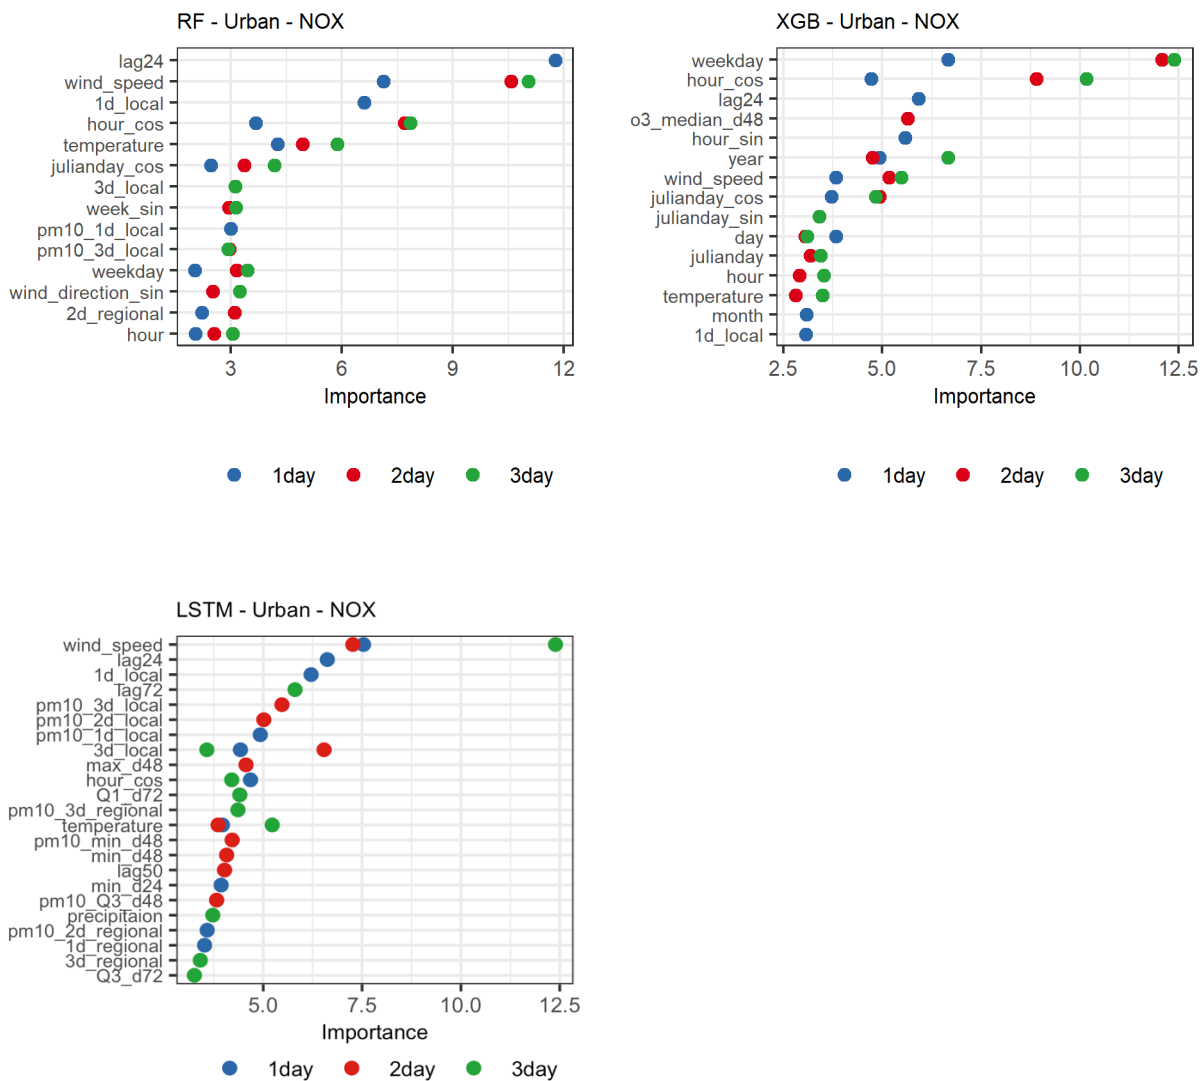 RF - Urban - NOX
lag24
wind_speed
1d_local
hour_cos
temperature
julianday_cos
3d_local
week_sin
pm10_1d_local
pm10_3d_local
weekday
wind_direction_sin
2d_regional
hour
3 6 9 12
Importance
1day 2day 3day
XGB - Urban - NOX
weekday
hour_cos
lag24
o3_median_d48
hour_sin
year
wind_speed
julianday_cos
julianday_sin
day
julianday
hour
temperature
month
1d_local
2.5 5.0 7.5 10.0 12.5
Importance
1day 2day 3day
LSTM - Urban - NOX
wind_speed
lag24
1d_local
lag72
pm10_3d_local
pm10_2d_local
pm10_1d_local
3d_local
max_d48
hour_cos
Q1_d72
pm10_3d_regional
temperature
pm10_min_d48
min_d48
lag50
min_d24
pm10_Q3_d48
precipitaion
pm10_2d_regional
1d_regional
3d_regional
Q3_d72
5.0 7.5 10.0 12.5
Importance
1day 2day 3day